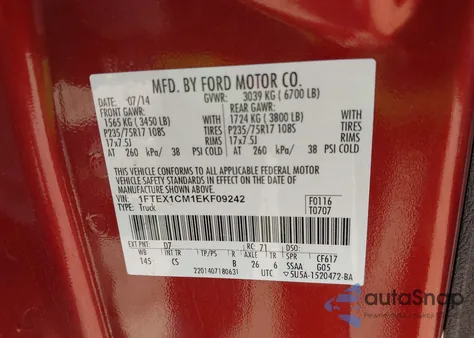 MFD. BY FORD MOTOR CO.
DATE: 07/14 GVWR: 3039 KG ( 6700 LB)
FRONT GAWR: REAR GAWR:
1565 KG ( 3450 LB) 1724 KG ( 3800 LB)
P235/75R17 108S TIRES P235/75R17 108S
17x7.5J RIMS 17x7.5J
AT 260 kPa/ 38 PSI COLD AT 260 kPa/ 38 PSI COLD
THIS VEHICLE CONFORMS TO ALL APPLICABLE FEDERAL MOTOR
VEHICLE SAFETY STANDARDS IN EFFECT ON THE DATE OF MANUFACTURE
SHOWN ABOVE.
VIN: 1FTEX1CM1EKF09242 F0116
TYPE: Truck T0707
EXT PNT: D7 RC: 71 DSO:
WB BRK INT TR TP/PS R AXLE TR SPR CF617
145 CS B 26 6 SSAA G05
2201407180631 UTC 5U5A-1520472-BA
autoSnap